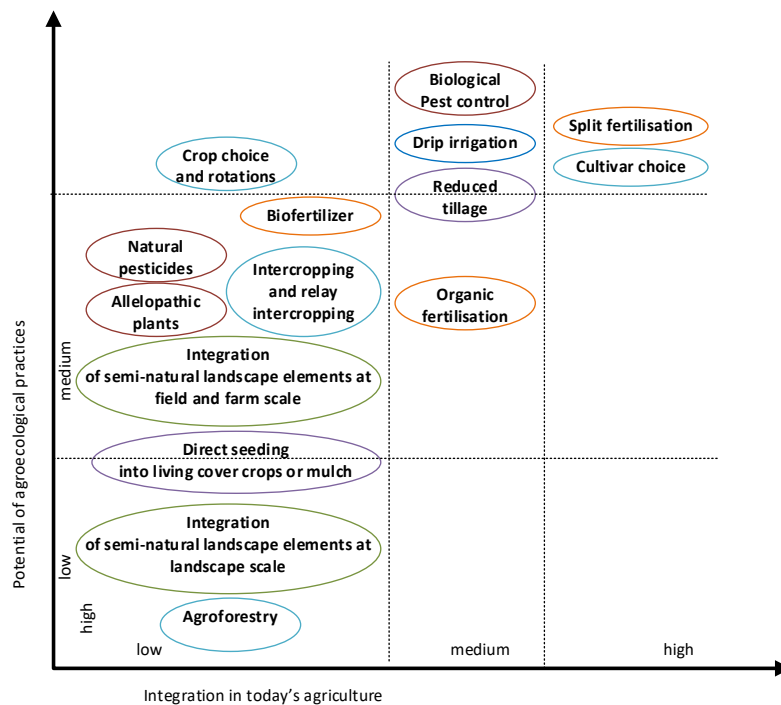 Biological
Pest control
Split fertilisation
Drip irrigation
Crop choice
and rotations
Cultivar choice
Reduced
tillage
Biofertilizer
Natural
pesticides
Intercropping
and relay
intercropping
Allelopathic
plants
Organic
fertilisation
Integration
of semi-natural landscape elements at
field and farm scale
Direct seeding
into living cover crops or mulch
Integration
of semi-natural landscape elements at
landscape scale
Agroforestry
Potential of agroecological practices
medium
low
high
low
medium
high
Integration in today’s agriculture